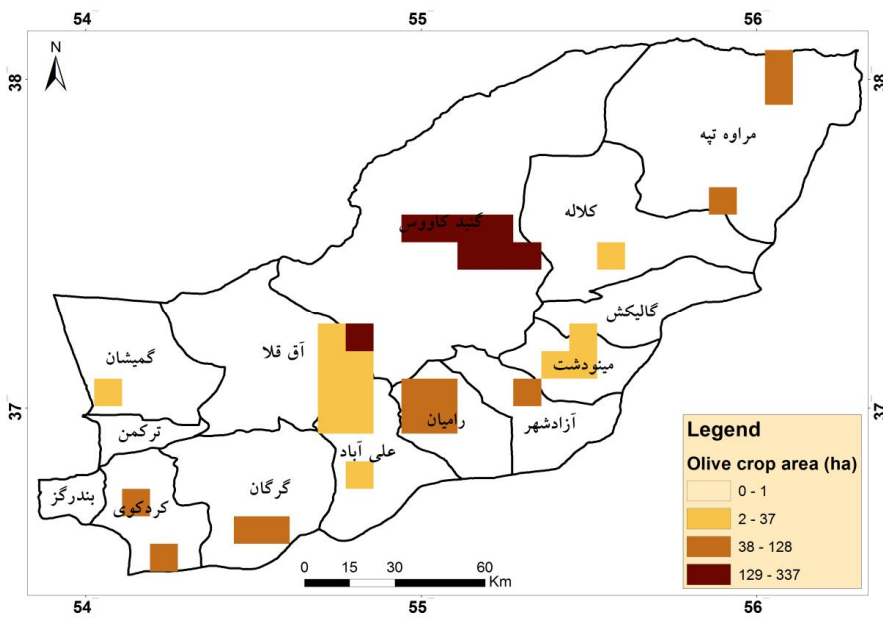 54
55
56
N
38
38
مراوه تپه
کلاله
گنبد کاووس
گالیکش
آق قلا
گمیشان
مینودشت
37
37
رامیان
آزادشهر
ترکمن
علی آباد
گرگان
بندرگز
کردکوی
Legend
Olive crop area (ha)
0 - 1
2 - 37
38 - 128
129 - 337
0 15 30 60
Km
54
55
56